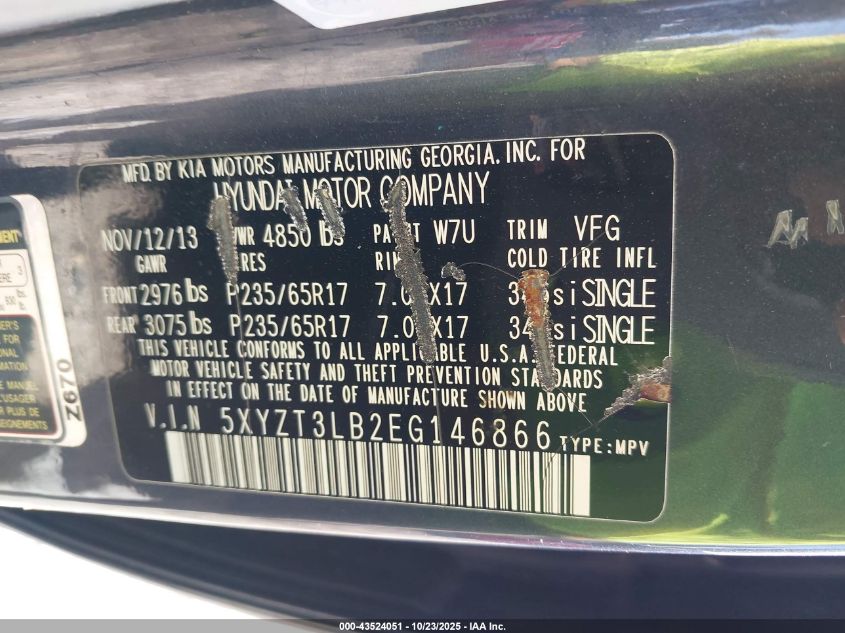 MFD. BY KIA MOTORS MANUFACTURING GEORGIA. INC. FOR
HYUNDAI MOTOR COMPANY
NOV/12/13 4850 lbs PAINT W7U TRIM VFG
GAWR COLD TIRE INFL
FRONT 2976 lbs P235/65R17 SINGLE
REAR 3075 lbs P235/65R17 SINGLE
THIS VEHICLE CONFORMS TO ALL APPLICABLE U.S.A. FEDERAL
MOTOR VEHICLE SAFETY AND THEFT PREVENTION STANDARDS
IN EFFECT ON THE DATE OF MANUFACTURE SHOWN ABOVE
V.I.N 5XYZT3LB2EG146866 TYPE:MPV
Z670
000-43524051 - 10/23/2025 - IAA Inc.